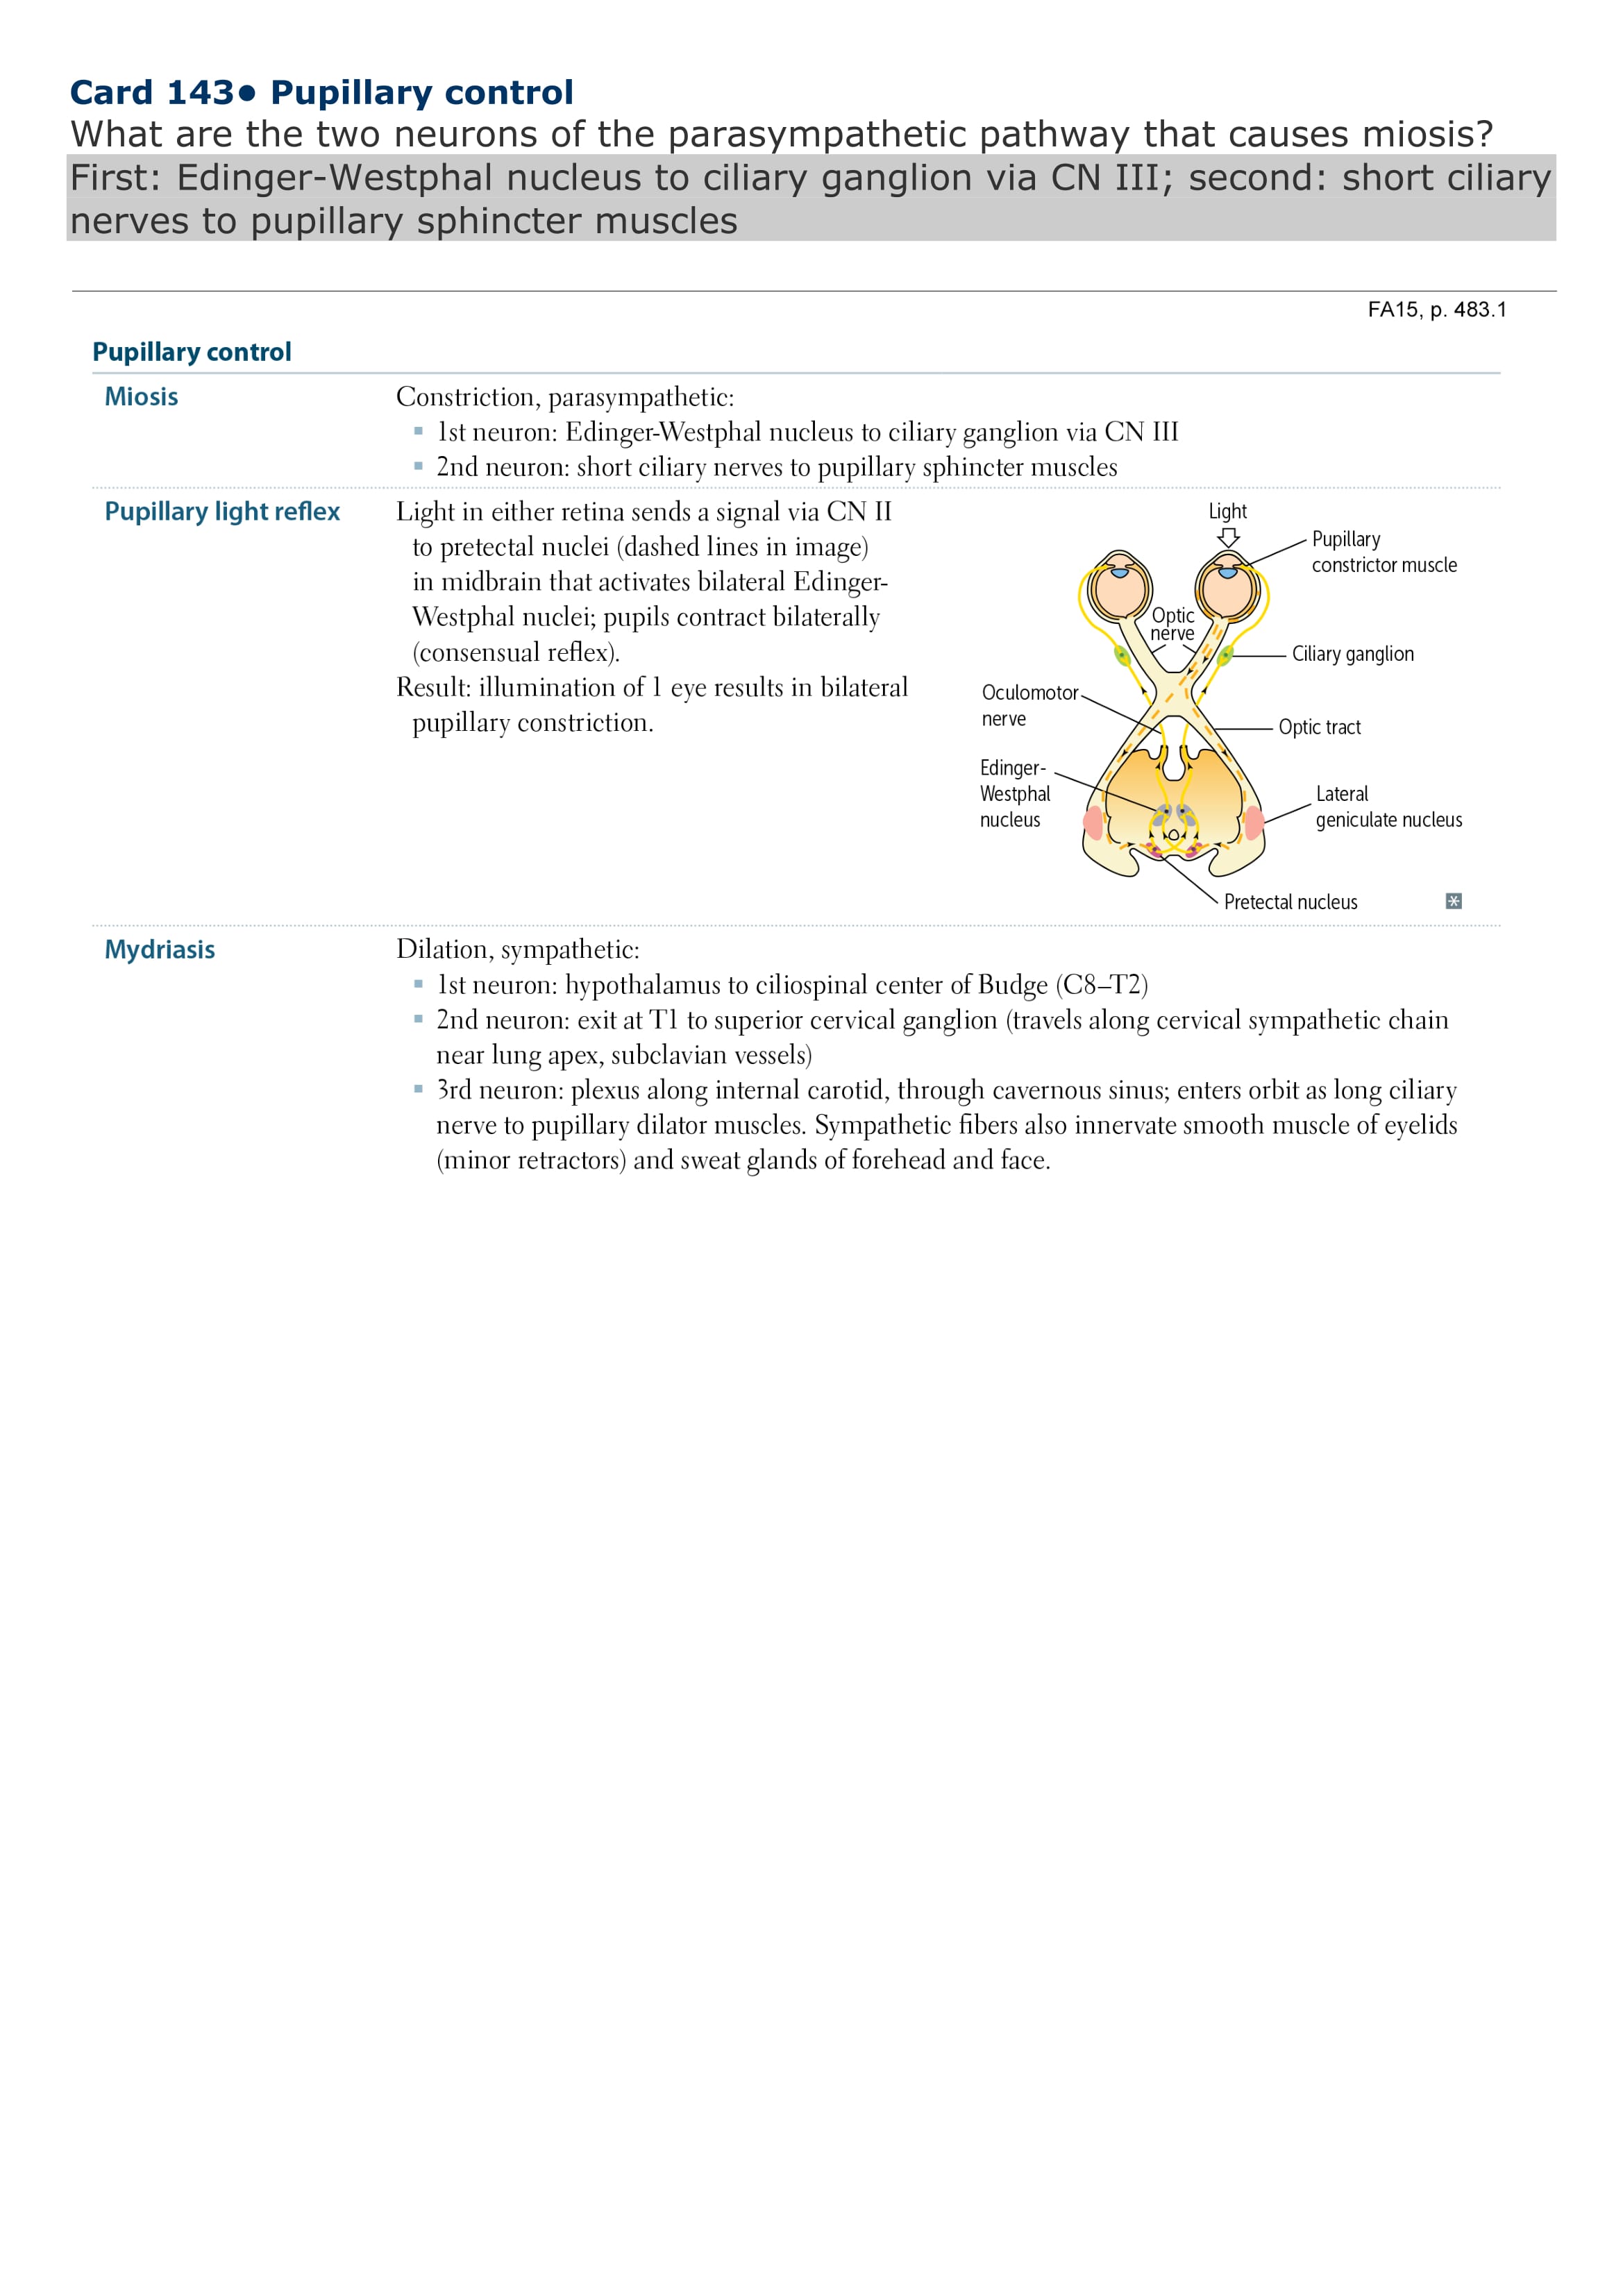 Card 143● Pupillary control
What are the two neurons of the parasympathetic pathway that causes miosis?
First: Edinger-Westphal nucleus to ciliary ganglion via CN III; second: short ciliary
nerves to pupillary sphincter muscles
FA15, p. 483.1
Pupillary control
Miosis
Constriction, parasympathetic:
▪ 1st neuron: Edinger-Westphal nucleus to ciliary ganglion via CN III
▪ 2nd neuron: short ciliary nerves to pupillary sphincter muscles
Pupillary light reflex
Light in either retina sends a signal via CN II
to pretectal nuclei (dashed lines in image)
in midbrain that activates bilateral Edinger-
Westphal nuclei; pupils contract bilaterally
(consensual reflex).
Result: illumination of 1 eye results in bilateral
pupillary constriction.
Light
Pupillary
constrictor muscle
Optic
nerve
Ciliary ganglion
Oculomotor
nerve
Optic tract
Edinger-
Westphal
nucleus
Lateral
geniculate nucleus
Pretectal nucleus
Mydriasis
Dilation, sympathetic:
▪ 1st neuron: hypothalamus to ciliospinal center of Budge (C8–T2)
▪ 2nd neuron: exit at T1 to superior cervical ganglion (travels along cervical sympathetic chain
near lung apex, subclavian vessels)
▪ 3rd neuron: plexus along internal carotid, through cavernous sinus; enters orbit as long ciliary
nerve to pupillary dilator muscles. Sympathetic fibers also innervate smooth muscle of eyelids
(minor retractors) and sweat glands of forehead and face.